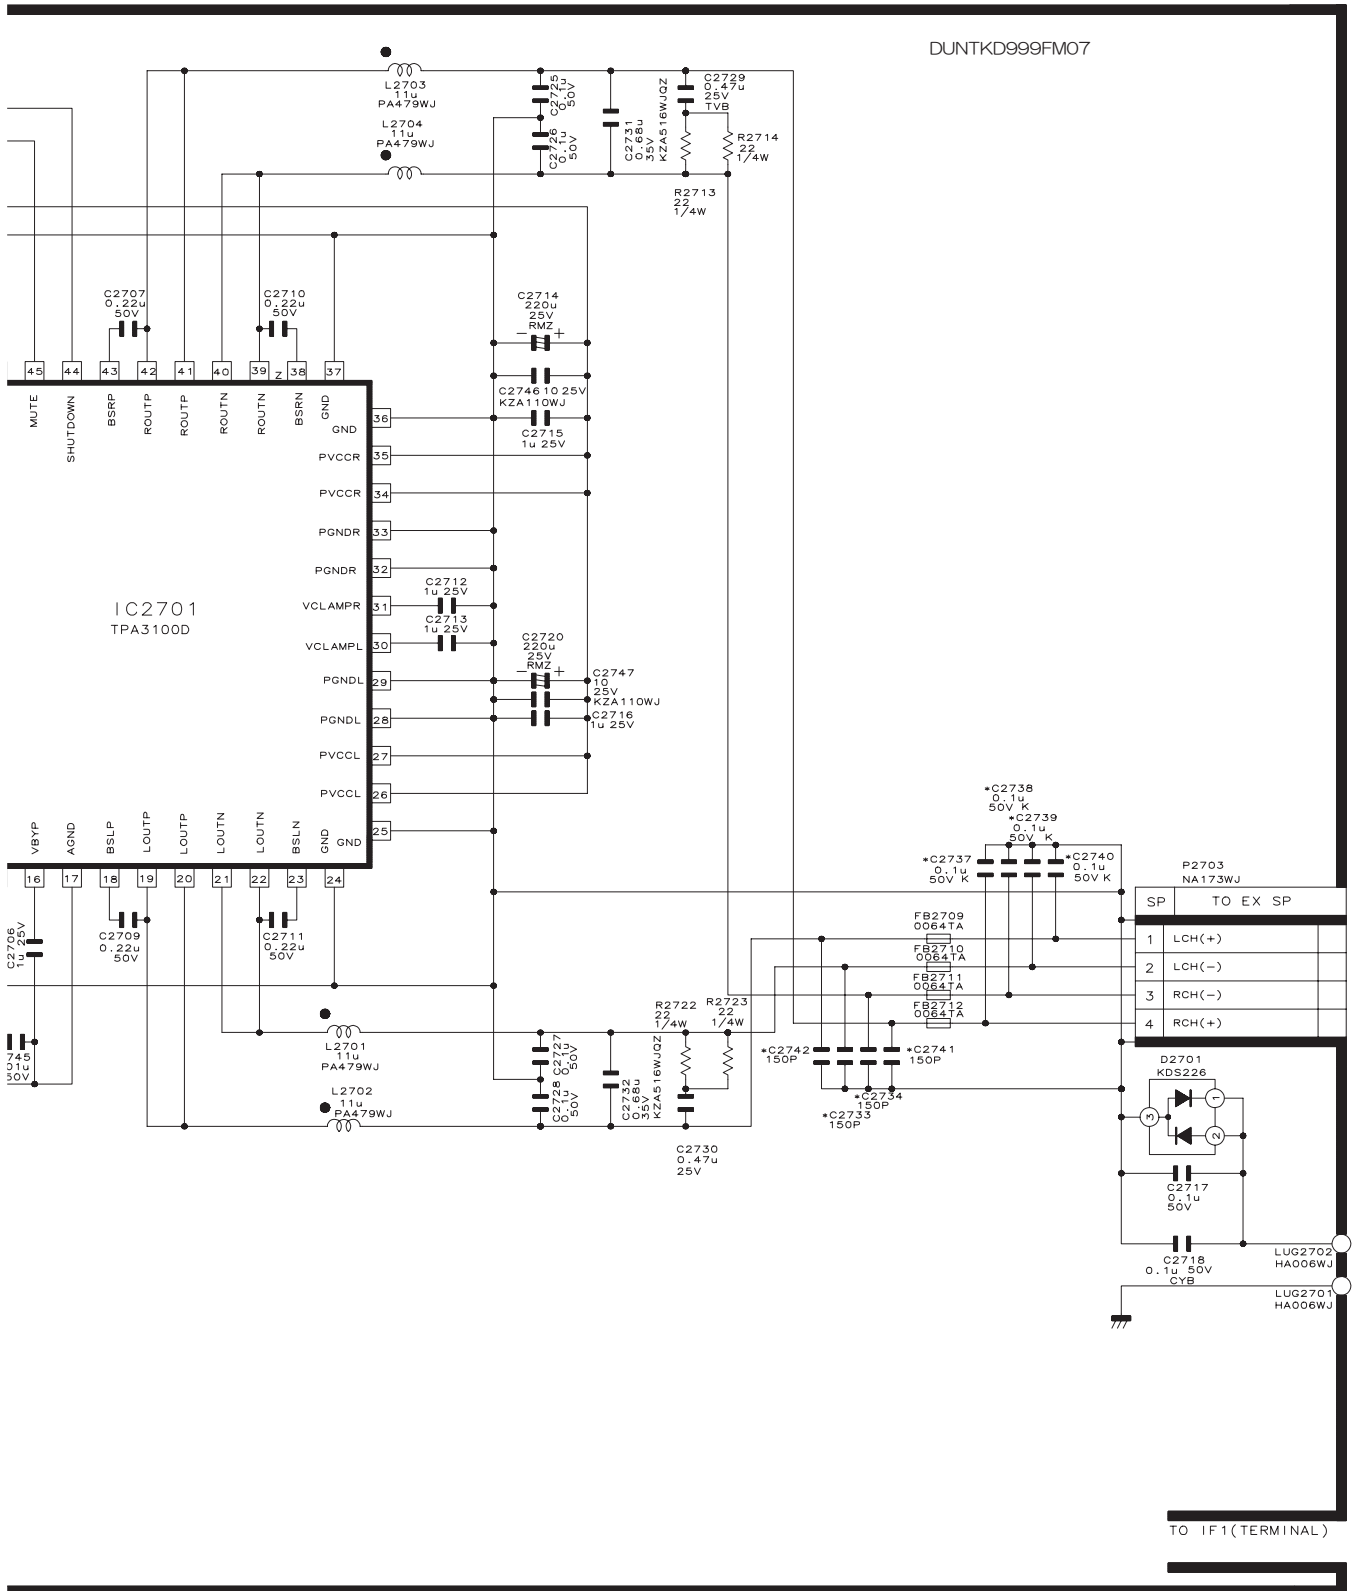 DUNTKD999FM07
L2703
11u
PA479WJ
L2704
11u
PA479WJ
C2725
0.1u
50V
C2726
0.1u
50V
C2731
0.68u
35V
KZA516WJQZ
C2729
0.47u
25V
TVB
R2714
22
1/4W
R2713
22
1/4W
C2707
0.22u
50V
C2710
0.22u
50V
C2714
220u
25V
RMZ
− +
C2746 10 25V
KZA110WJ
C2715
1u 25V
45 44 43 42 41 40 39 Z 38 37
MUTE
SHUTDOWN
BSRP
ROUTP
ROUTP
ROUTN
ROUTN
BSRN
GND
GND 36
PVCCR 35
PVCCR 34
PGNDR 33
PGNDR 32
VCLAMPR 31
VCLAMPL 30
PGNDL 29
PGNDL 28
PVCCL 27
PVCCL 26
GND 25
IC2701
TPA3100D
C2712
1u 25V
C2713
1u 25V
C2720
220u
25V
RMZ
− +
C2747
10
25V
KZA110WJ
C2716
1u 25V
VBYP
AGND
BSLP
LOUTP
LOUTP
LOUTN
LOUTN
BSLN
GND
16 17 18 19 20 21 22 23 24
C2706
1u 25V
C2709
0.22u
50V
C2711
0.22u
50V
745
01u
50V
L2701
11u
PA479WJ
L2702
11u
PA479WJ
C2727
0.1u
50V
C2728
0.1u
50V
C2732
0.68u
35V
KZA516WJQZ
R2722
22
1/4W
R2723
22
1/4W
C2730
0.47u
25V
*C2738
0.1u
50V K
*C2739
0.1u
50V K
*C2737
0.1u
50V K
*C2740
0.1u
50V K
FB2709
0064TA
FB2710
0064TA
FB2711
0064TA
FB2712
0064TA
*C2742
150P
*C2741
150P
*C2734
150P
*C2733
150P
P2703
NA173WJ
SP TO EX SP
1 LCH(+)
2 LCH(−)
3 RCH(−)
4 RCH(+)
D2701
KDS226
1
3
2
C2717
0.1u
50V
C2718
0.1u 50V
CYB
LUG2702
HA006WJ
LUG2701
HA006WJ
TO IF1(TERMINAL)